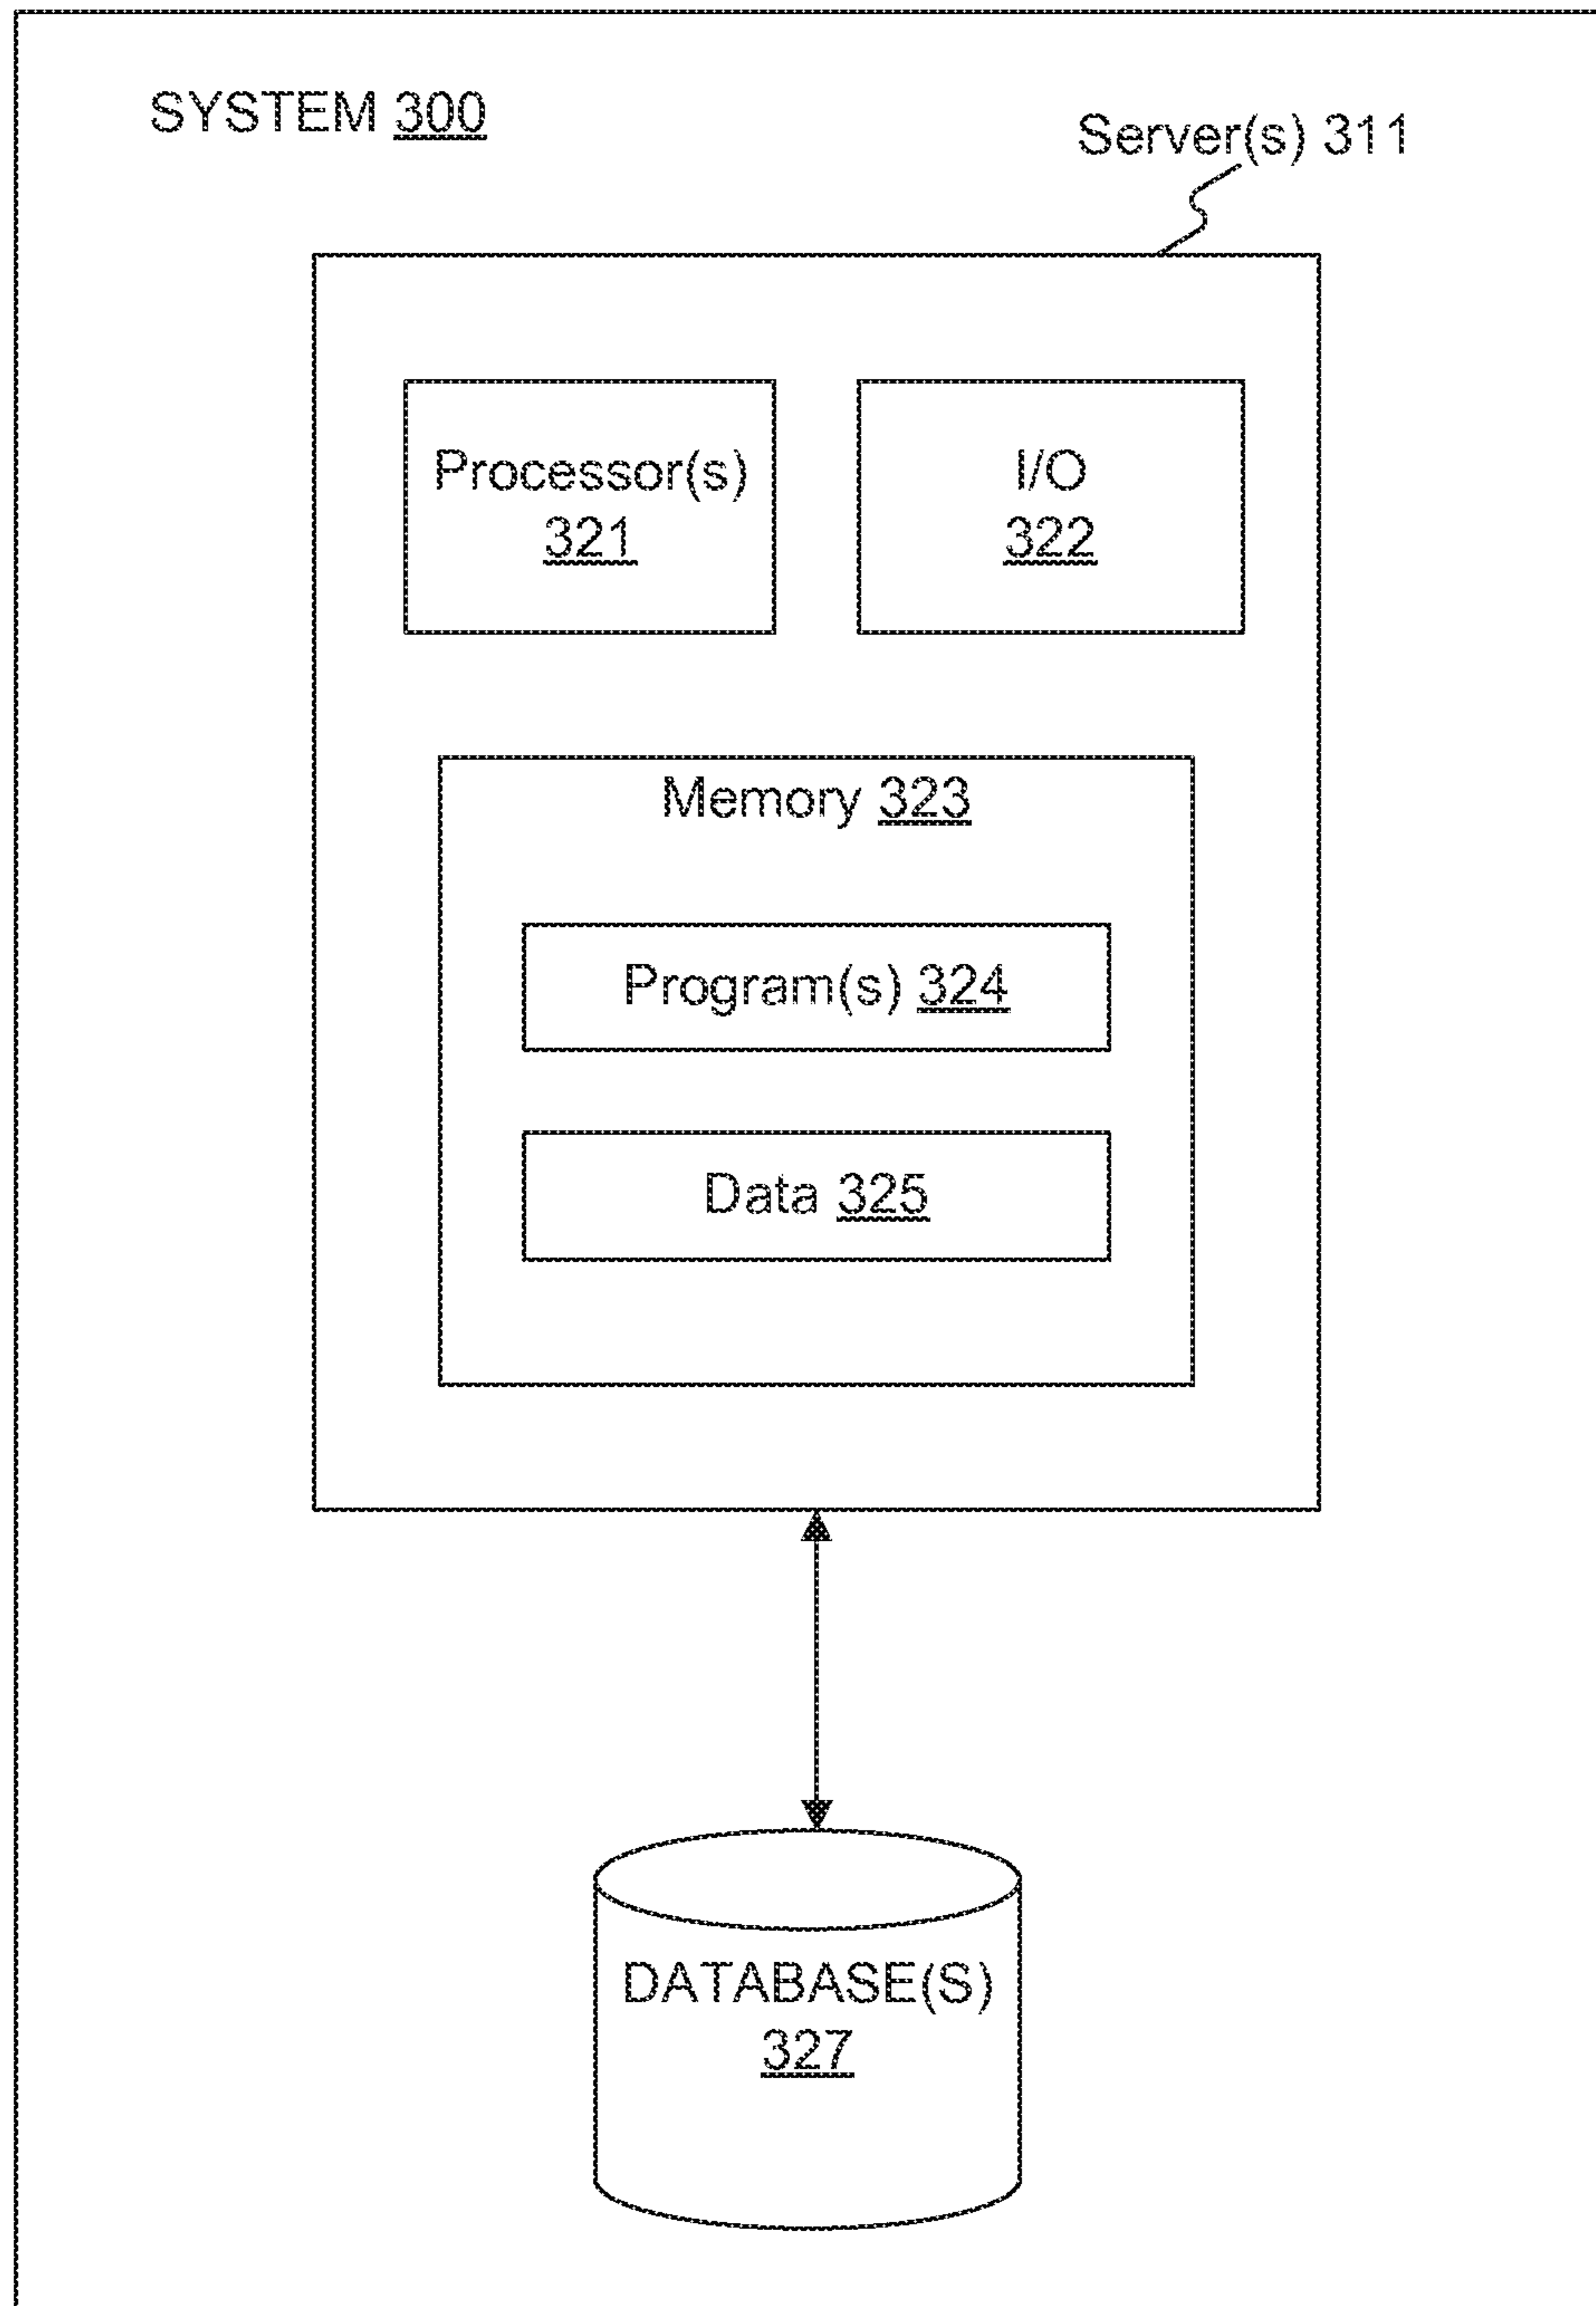 SYSTEM 300
Server(s) 311
Processor(s)
321
I/O
322
Memory 323
Program(s) 324
Data 325
DATABASE(S)
327